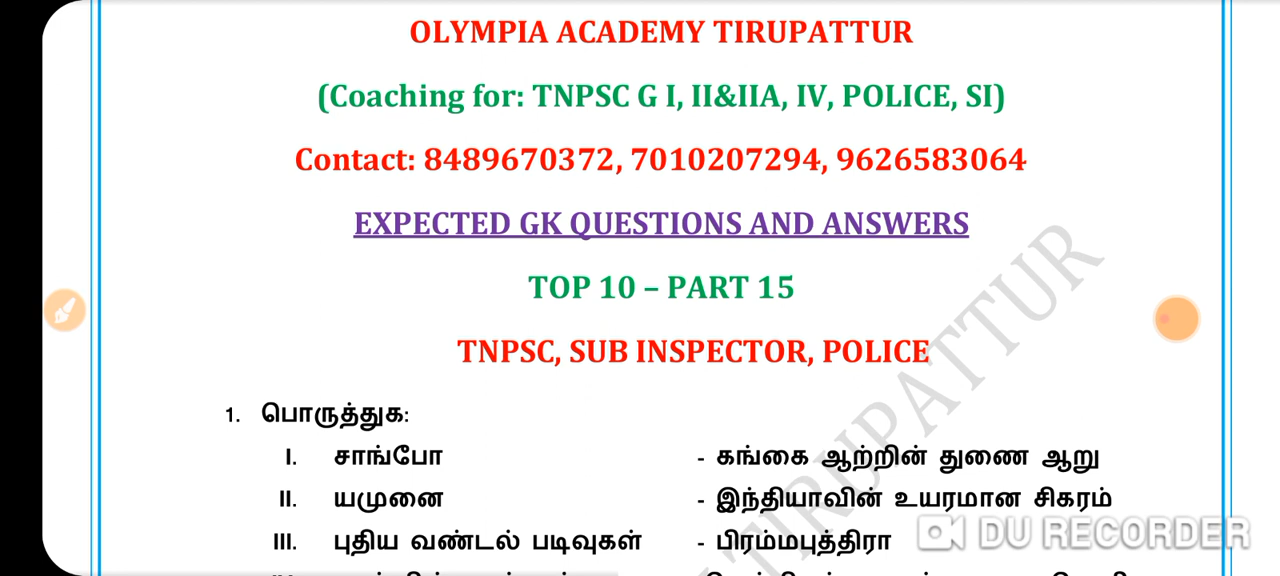 OLYMPIA ACADEMY TIRUPATTUR
(Coaching for: TNPSC G I, II&IIA, IV, POLICE, SI)
Contact: 8489670372, 7010207294, 9626583064
EXPECTED GK QUESTIONS AND ANSWERS
TOP 10 – PART 15
TNPSC, SUB INSPECTOR, POLICE
1. பொருத்துக:
I. சாங்போ - கங்கை ஆற்றின் துணை ஆறு
II. யமுனை - இந்தியாவின் உயரமான சிகரம்
III. புதிய வண்டல் படிவுகள் - பிரம்மபுத்திரா
TIRUPATTUR
DU RECORDER